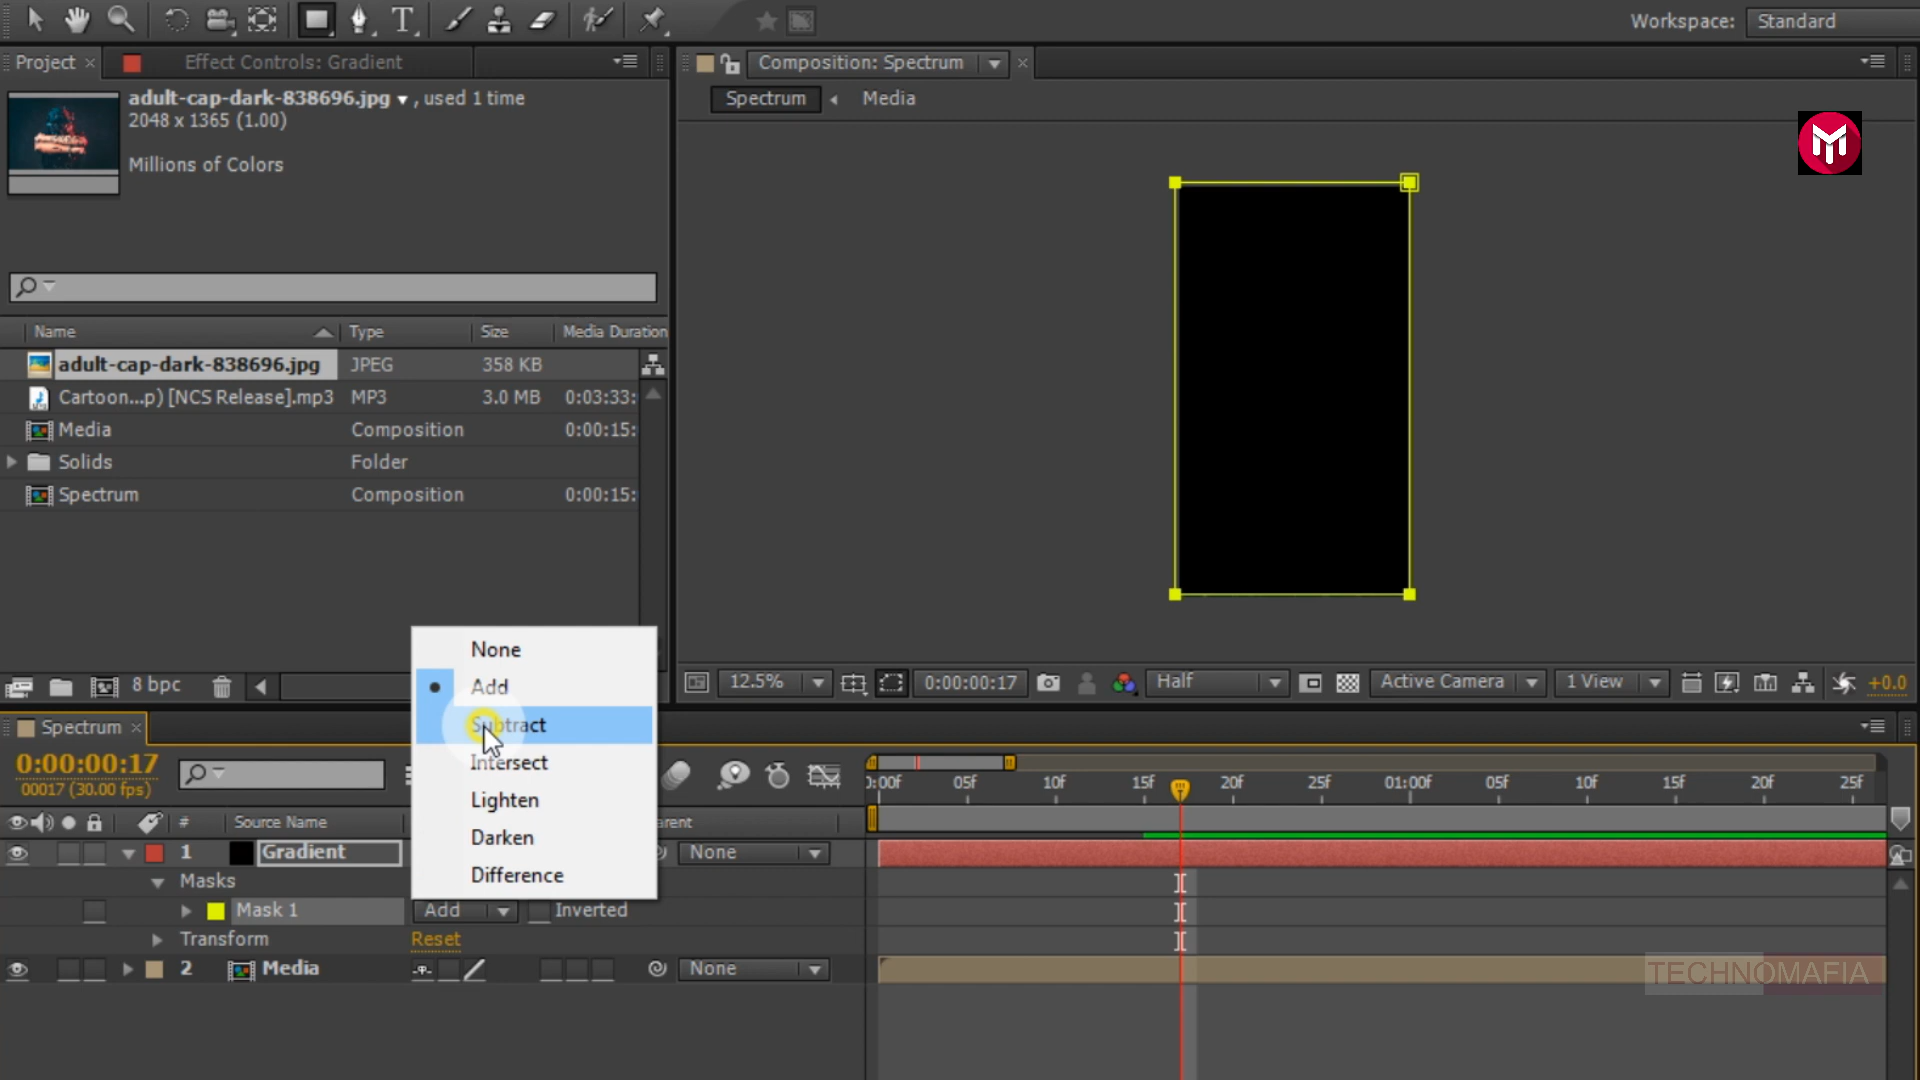 Workspace: Standard
Project × Effect Controls: Gradient
Composition: Spectrum ×
adult-cap-dark-838696.jpg ▼ , used 1 time
2048 x 1365 (1.00)
Millions of Colors
Spectrum Media
Name Type Size Media Duration
adult-cap-dark-838696.jpg JPEG 358 KB
Cartoon...p) [NCS Release].mp3 MP3 3.0 MB 0:03:33:
Media Composition 0:00:15:
Solids Folder
Spectrum Composition 0:00:15:
8 bpc
12.5% 0:00:00:17 Half Active Camera 1 View +0.0
None
Add
Subtract
Intersect
Lighten
Darken
Difference
Spectrum ×
0:00:00:17
00017 (30.00 fps)
):00f 05f 10f 15f 20f 25f 01:00f 05f 10f 15f 20f 25f
# Source Name arent
1 Gradient None
Masks
Mask 1 Add Inverted
Transform Reset
2 Media None
TECHNOMAFIA